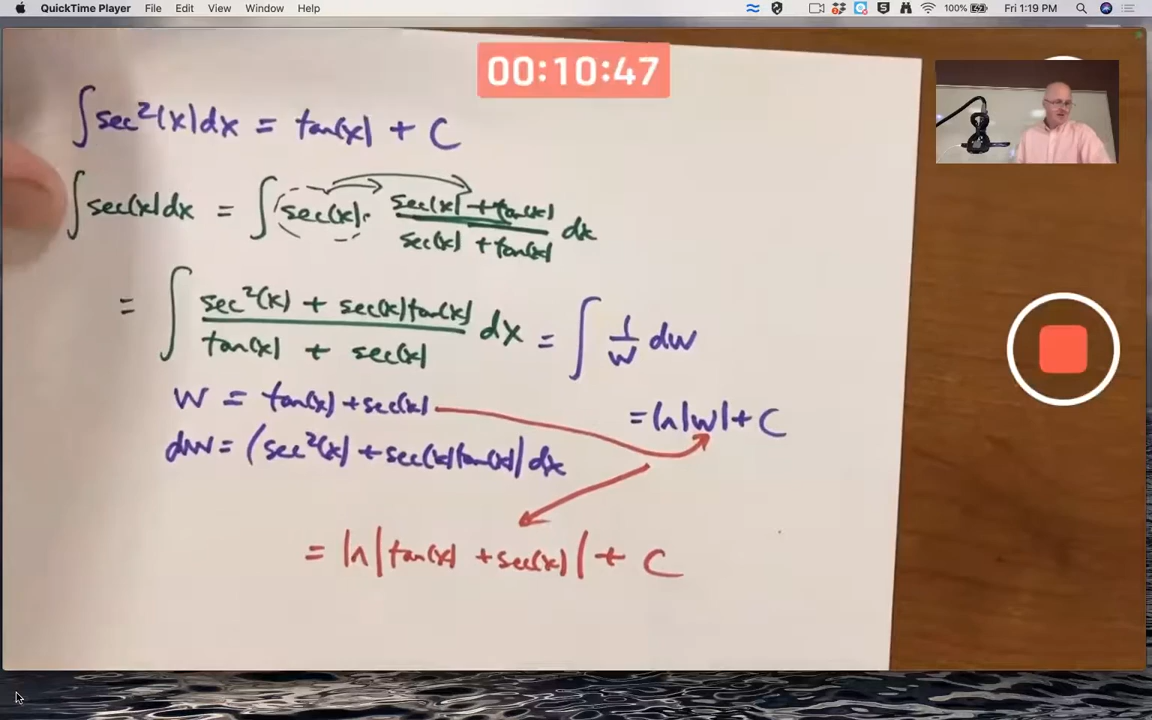 QuickTime Player File Edit View Window Help 100% Fri 1:19 PM
00:10:47
∫sec²(x)dx = tan(x) + C
∫sec(x)dx = ∫sec(x)· (sec(x)+tan(x))/(sec(x)+tan(x)) dx
= ∫ (sec²(x) + sec(x)tan(x))/(tan(x) + sec(x)) dx = ∫ 1/w dw
w = tan(x)+sec(x)
= ln|w|+C
dw = (sec²(x)+sec(x)tan(x))dx
= ln|tan(x)+sec(x)| + C